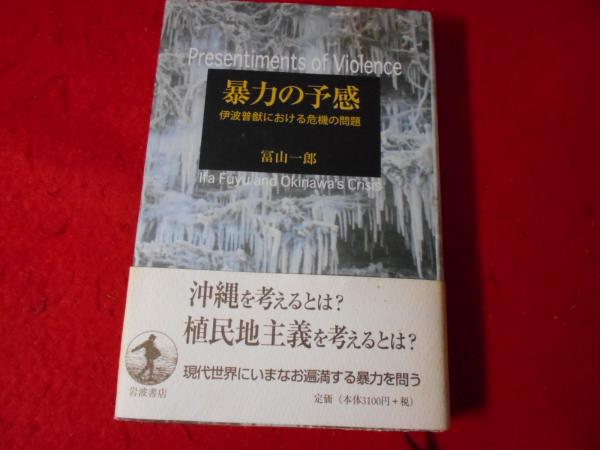 Presentiments of Violence
暴力の予感
伊波普猷における危機の問題
冨山一郎
Ifa Fuyu and Okinawa's Crisis
沖縄を考えるとは？
植民地主義を考えるとは？
現代世界にいまなお遍満する暴力を問う
岩波書店
定価（本体3100円＋税）